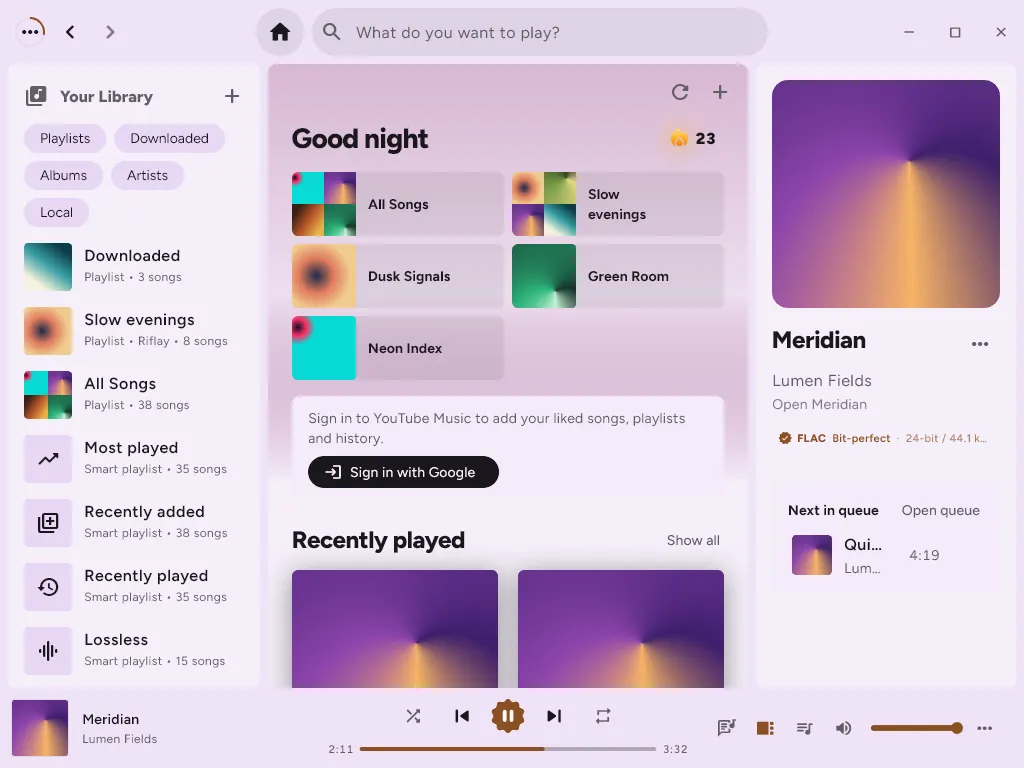 What do you want to play?
Your Library
Playlists
Downloaded
Albums
Artists
Local
Downloaded
Playlist • 3 songs
Slow evenings
Playlist • Riflay • 8 songs
All Songs
Playlist • 38 songs
Most played
Smart playlist • 35 songs
Recently added
Smart playlist • 38 songs
Recently played
Smart playlist • 35 songs
Lossless
Smart playlist • 15 songs
Good night
23
All Songs
Slow
evenings
Dusk Signals
Green Room
Neon Index
Sign in to YouTube Music to add your liked songs, playlists
and history.
Sign in with Google
Recently played
Show all
Meridian
Lumen Fields
Open Meridian
FLAC Bit-perfect · 24-bit / 44.1 k...
Next in queue
Open queue
Qui...
Lum...
4:19
Meridian
Lumen Fields
2:11
3:32